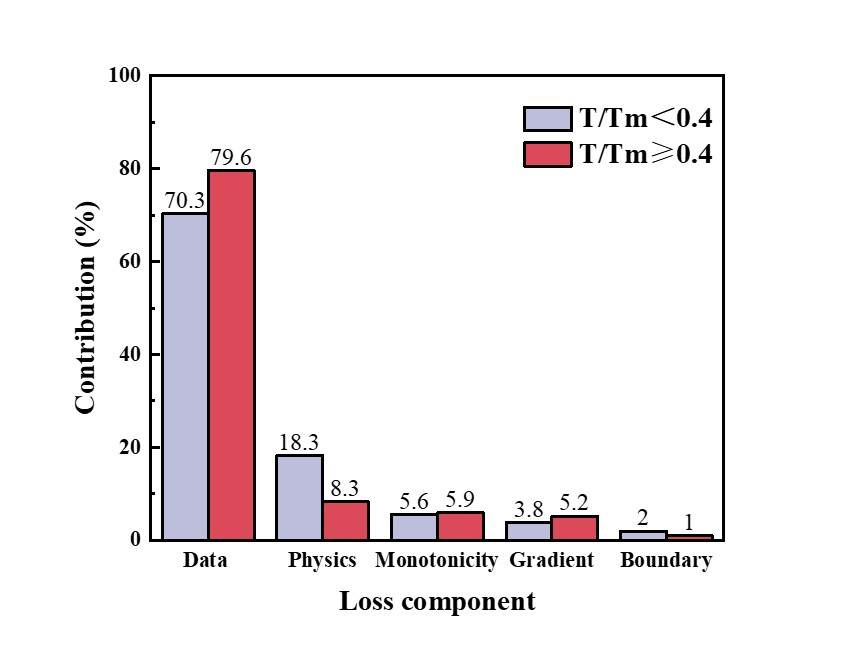 100
80
60
40
20
0
Contribution (%)
T/Tm<0.4
T/Tm⩾0.4
70.3
79.6
18.3
8.3
5.6
5.9
3.8
5.2
2
1
Data
Physics
Monotonicity
Gradient
Boundary
Loss component